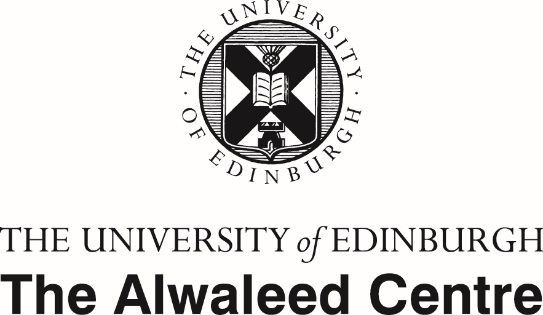 THE UNIVERSITY
· OF EDINBURGH ·
THE UNIVERSITY of EDINBURGH
The Alwaleed Centre